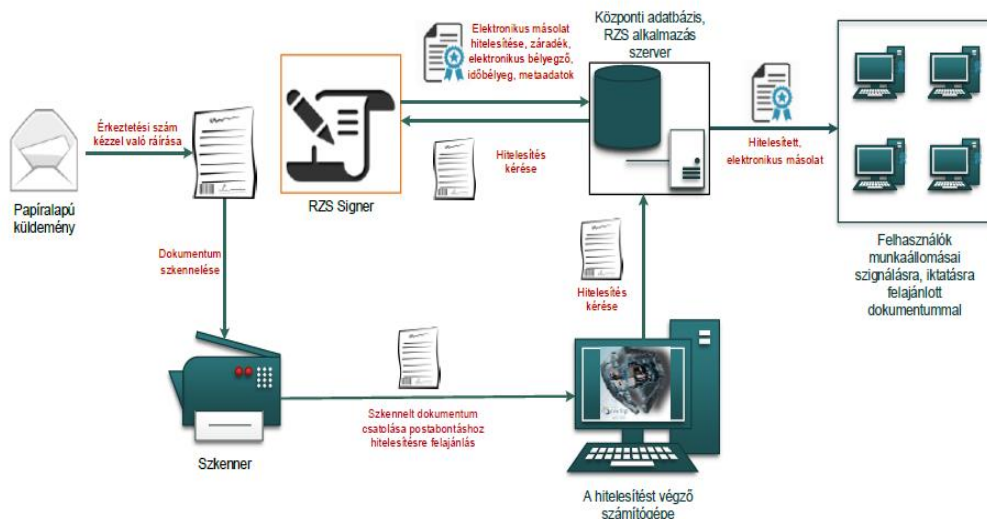 Elektronikus másolat
hitelesítése, záradék,
elektronikus bélyegző,
időbélyeg, metaadatok
Központi adatbázis,
RZS alkalmazás
szerver
Érkeztetési szám
kézzel való ráírása
Hitelesítés
kérése
Hitelesített,
elektronikus másolat
Papíralapú
küldemény
RZS Signer
Dokumentum
szkennelése
Hitelesítés
kérése
Felhasználók
munkaállomásai
szignálásra, iktatásra
felajánlott
dokumentummal
Szkennelt dokumentum
csatolása postabontáshoz
hitelesítésre felajánlás
Szkenner
A hitelesítést végző
számítógépe